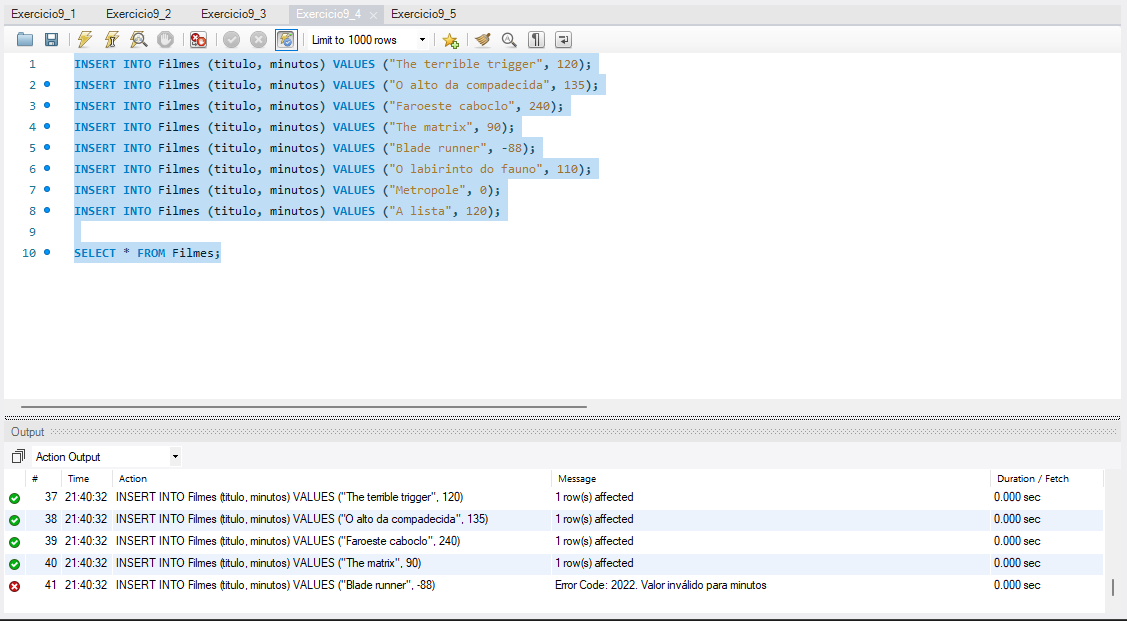 Exercicio9_1 Exercicio9_2 Exercicio9_3 Exercicio9_4 Exercicio9_5
Limit to 1000 rows
1 INSERT INTO Filmes (titulo, minutos) VALUES ("The terrible trigger", 120);
2 INSERT INTO Filmes (titulo, minutos) VALUES ("O alto da compadecida", 135);
3 INSERT INTO Filmes (titulo, minutos) VALUES ("Faroeste caboclo", 240);
4 INSERT INTO Filmes (titulo, minutos) VALUES ("The matrix", 90);
5 INSERT INTO Filmes (titulo, minutos) VALUES ("Blade runner", -88);
6 INSERT INTO Filmes (titulo, minutos) VALUES ("O labirinto do fauno", 110);
7 INSERT INTO Filmes (titulo, minutos) VALUES ("Metropole", 0);
8 INSERT INTO Filmes (titulo, minutos) VALUES ("A lista", 120);
9
10 SELECT * FROM Filmes;
Output
Action Output
# Time Action Message Duration / Fetch
37 21:40:32 INSERT INTO Filmes (titulo, minutos) VALUES ("The terrible trigger", 120) 1 row(s) affected 0.000 sec
38 21:40:32 INSERT INTO Filmes (titulo, minutos) VALUES ("O alto da compadecida", 135) 1 row(s) affected 0.000 sec
39 21:40:32 INSERT INTO Filmes (titulo, minutos) VALUES ("Faroeste caboclo", 240) 1 row(s) affected 0.000 sec
40 21:40:32 INSERT INTO Filmes (titulo, minutos) VALUES ("The matrix", 90) 1 row(s) affected 0.000 sec
41 21:40:32 INSERT INTO Filmes (titulo, minutos) VALUES ("Blade runner", -88) Error Code: 2022. Valor inválido para minutos 0.000 sec